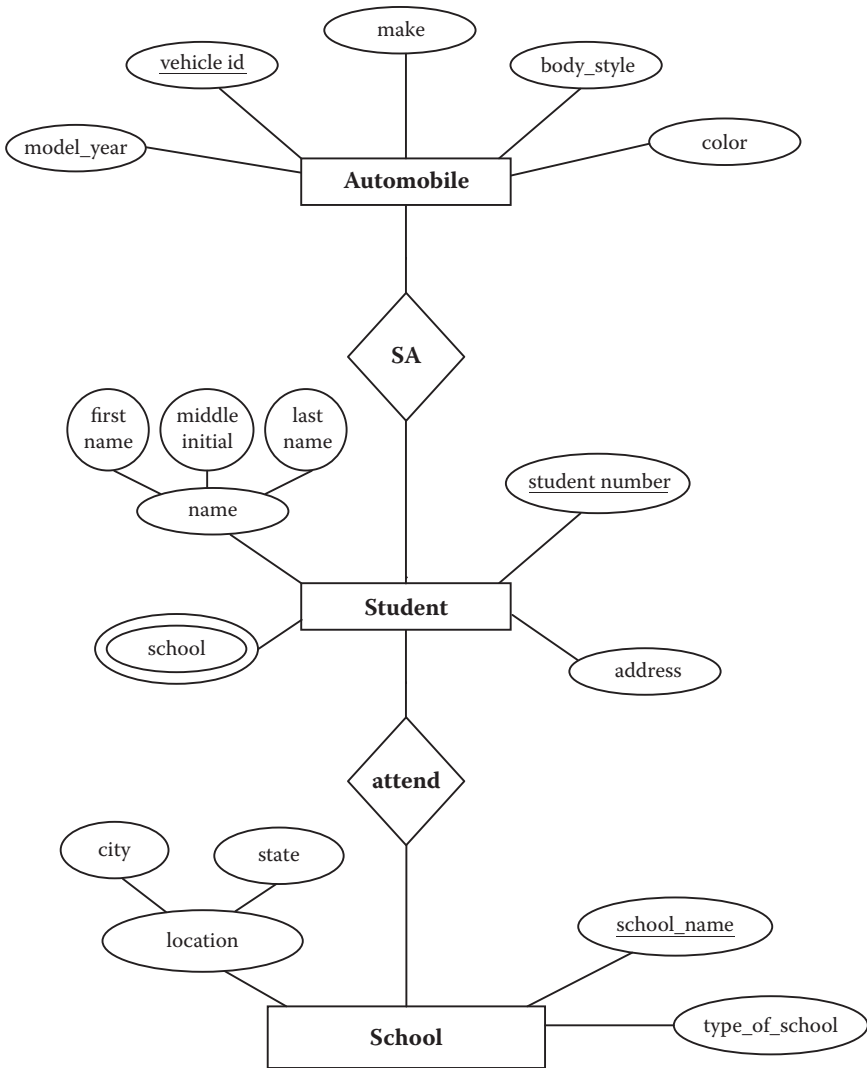 make
vehicle id
body_style
model_year
color
Automobile
SA
first
name
middle
initial
last
name
name
student number
Student
school
address
attend
city
state
location
school_name
type_of_school
School